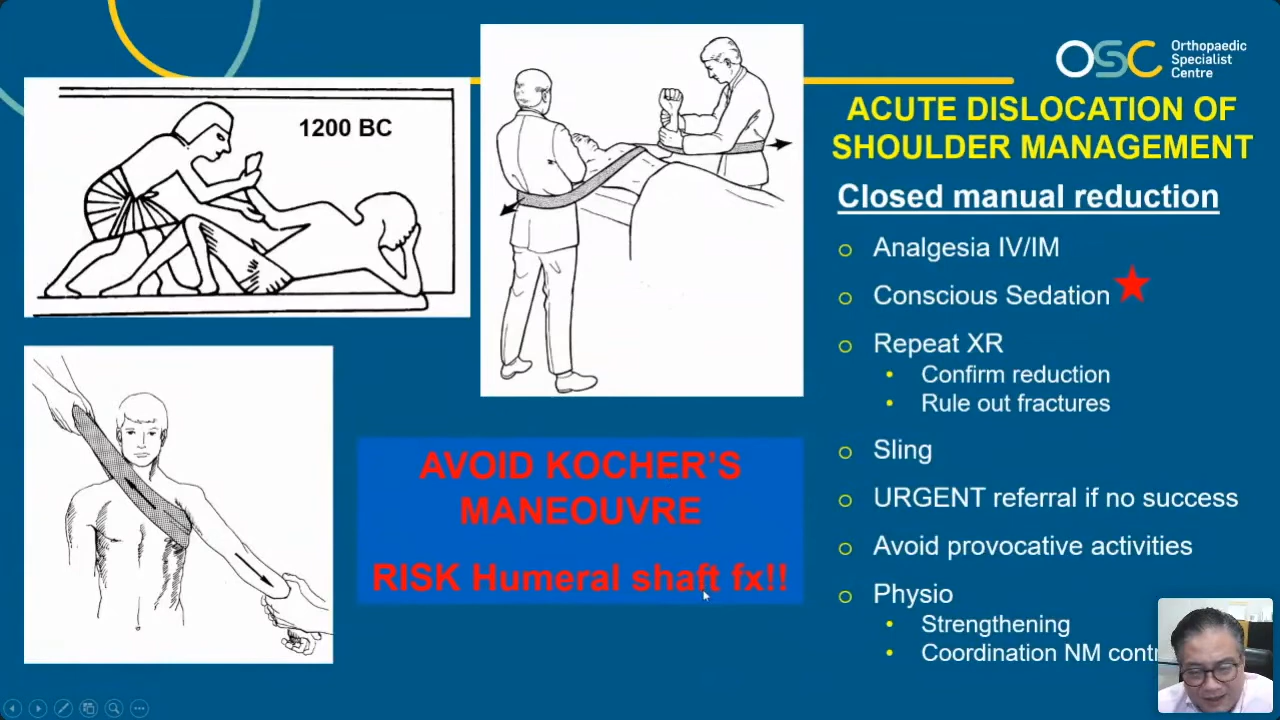 1200 BC
OSC Orthopaedic
Specialist
Centre
ACUTE DISLOCATION OF
SHOULDER MANAGEMENT
Closed manual reduction
Analgesia IV/IM
Conscious Sedation
Repeat XR
Confirm reduction
Rule out fractures
Sling
URGENT referral if no success
Avoid provocative activities
Physio
Strengthening
Coordination NM
AVOID KOCHER'S
MANEOUVRE
RISK Humeral shaft fx!!